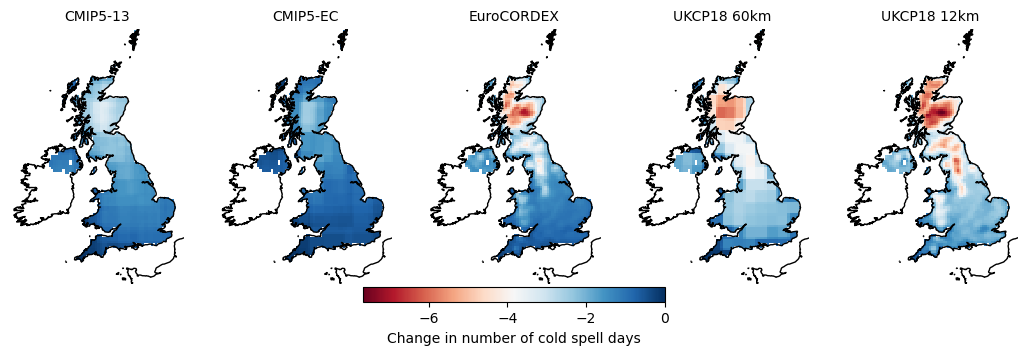 CMIP5-13 CMIP5-EC EuroCORDEX UKCP18 60km UKCP18 12km
−6 −4 −2 0
Change in number of cold spell days